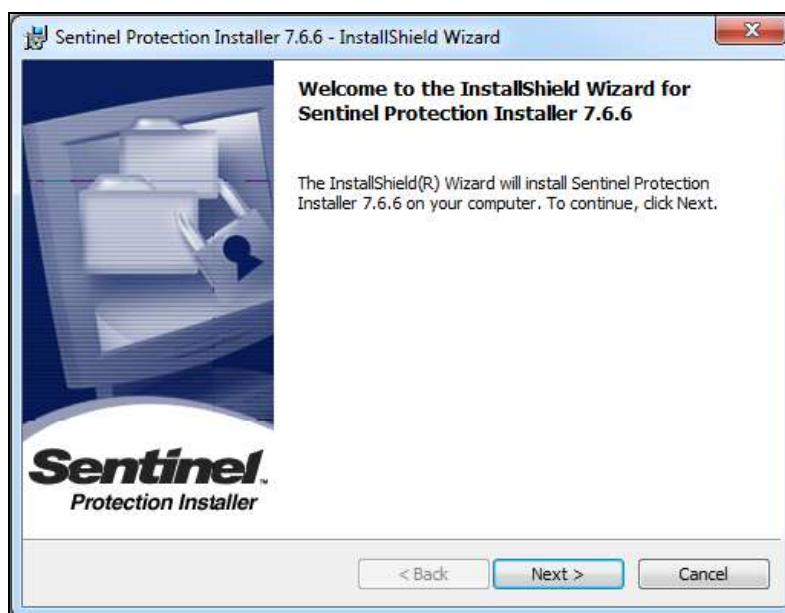 Sentinel Protection Installer 7.6.6 - InstallShield Wizard
Welcome to the InstallShield Wizard for
Sentinel Protection Installer 7.6.6
The InstallShield(R) Wizard will install Sentinel Protection
Installer 7.6.6 on your computer. To continue, click Next.
Sentinel™
Protection Installer
< Back
Next >
Cancel